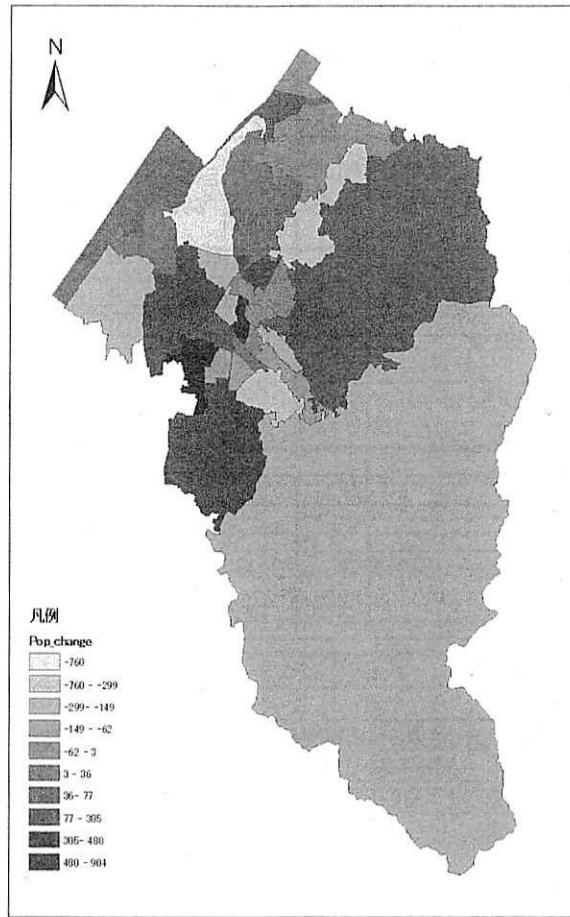 N
凡例
Pop_change
-760
-760 - -299
-299 - -149
-149 - -62
-62 - 3
3 - 36
36 - 77
77 - 305
305 - 480
480 - 904